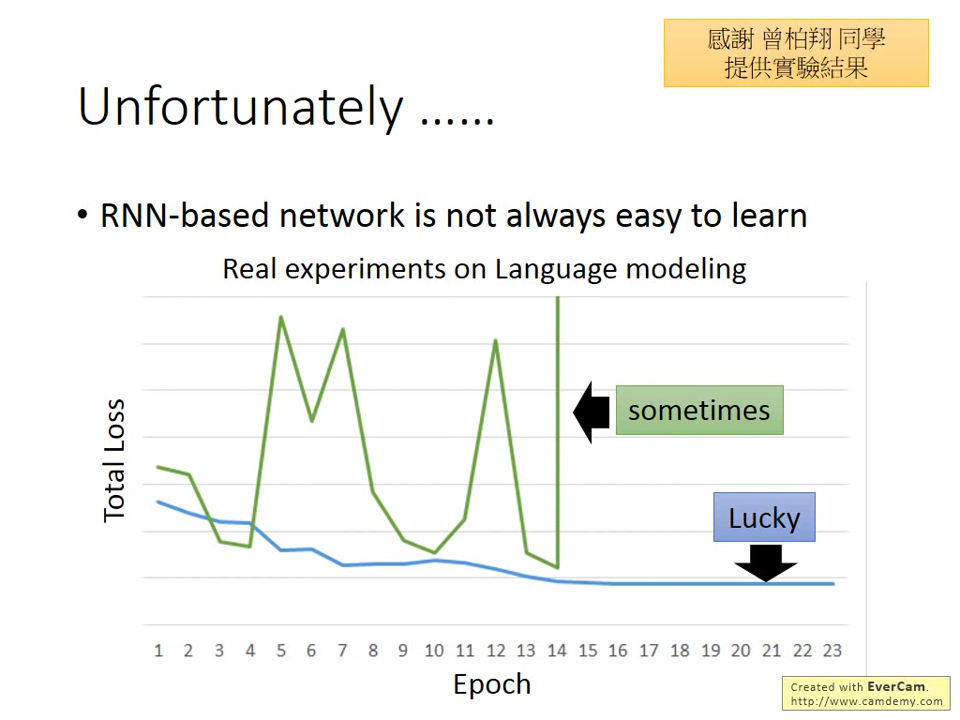 感謝 曾柏翔 同學
提供實驗結果
Unfortunately ……
• RNN-based network is not always easy to learn
Real experiments on Language modeling
Total Loss
sometimes
Lucky
1 2 3 4 5 6 7 8 9 10 11 12 13 14 15 16 17 18 19 20 21 22 23
Epoch
Created with EverCam.
http://www.camdemy.com